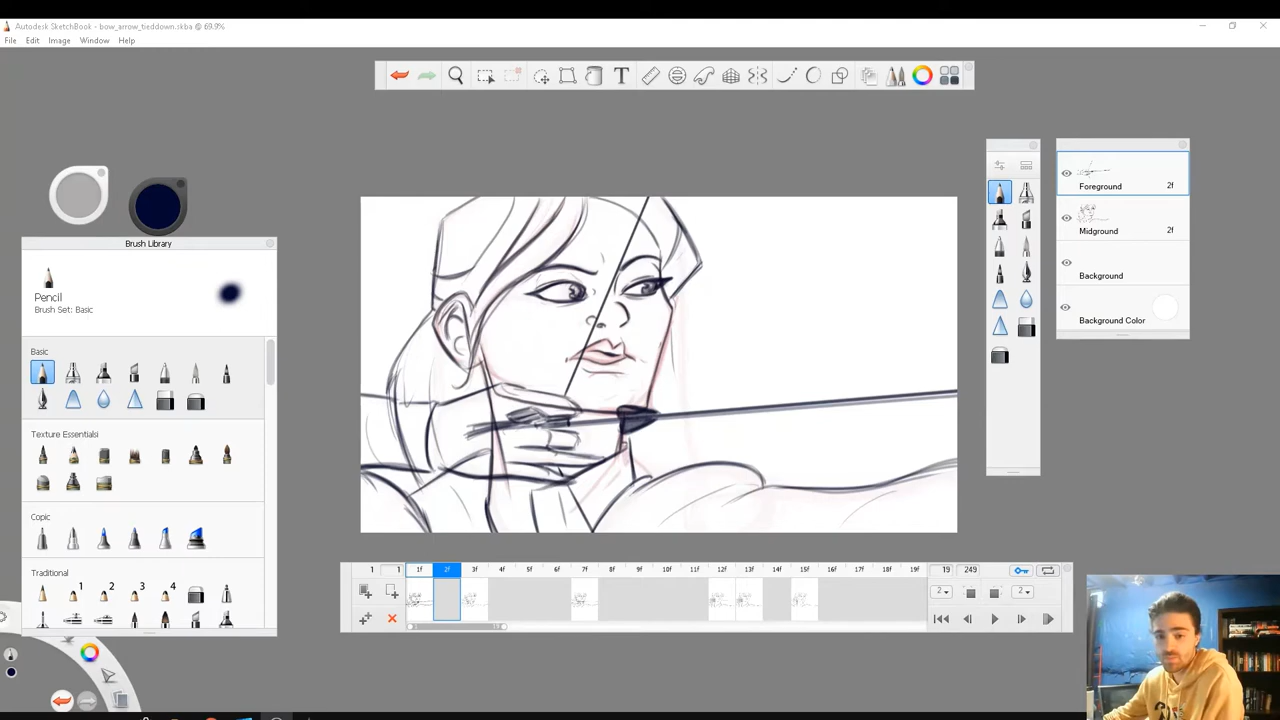 Autodesk SketchBook - bow_arrow_tieddown.skba @ 69.9%
File Edit Image Window Help
T
Brush Library
Pencil
Brush Set: Basic
Basic
Texture Essentials
Copic
Traditional
1 2 3 4
Foreground 2f
Midground 2f
Background
Background Color
1 1 1f 2f 3f 4f 5f 6f 7f 8f 9f 10f 11f 12f 13f 14f 15f 16f 17f 18f 19f 19 249
2 2